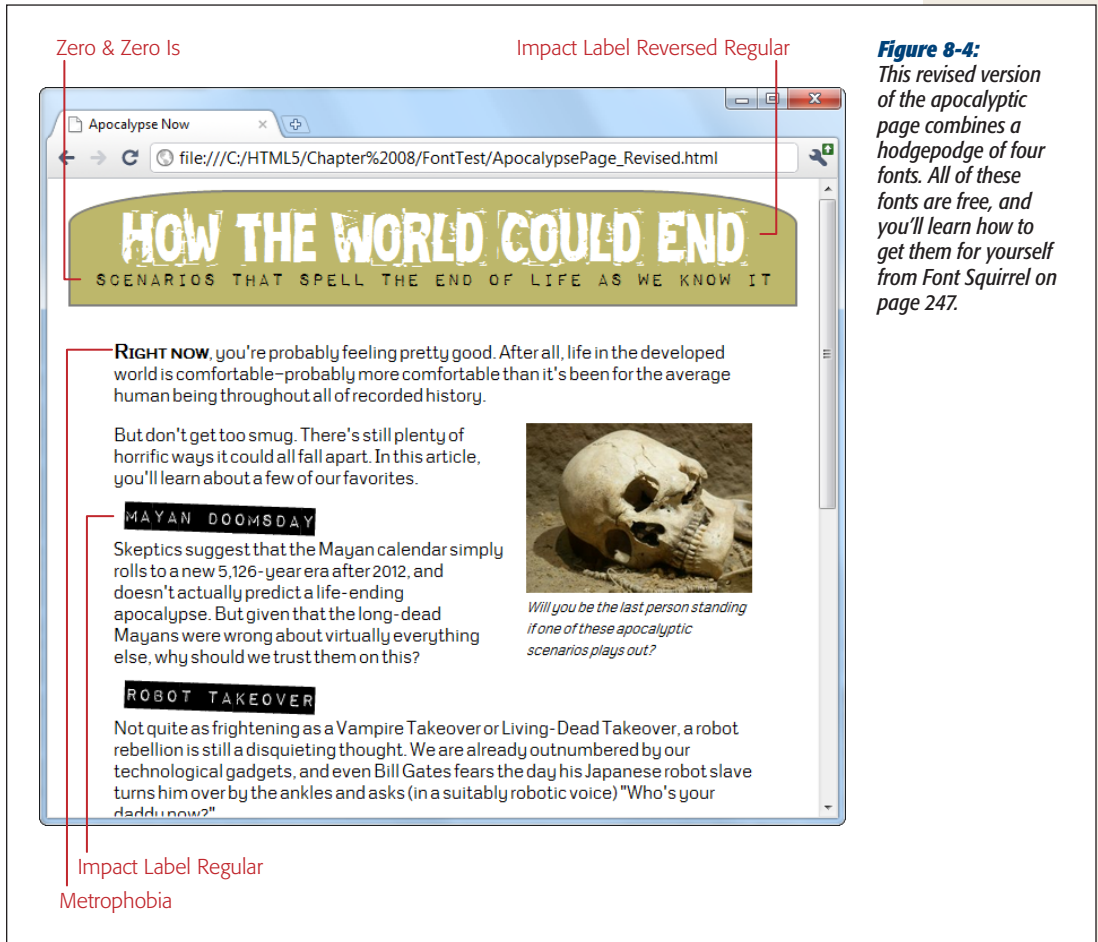 Zero & Zero Is
Impact Label Reversed Regular
Apocalypse Now
file:///C:/HTML5/Chapter%2008/FontTest/ApocalypsePage_Revised.html
HOW THE WORLD COULD END
SCENARIOS THAT SPELL THE END OF LIFE AS WE KNOW IT
RIGHT NOW, you're probably feeling pretty good. After all, life in the developed
world is comfortable—probably more comfortable than it's been for the average
human being throughout all of recorded history.
But don't get too smug. There's still plenty of
horrific ways it could all fall apart. In this article,
you'll learn about a few of our favorites.
MAYAN DOOMSDAY
Skeptics suggest that the Mayan calendar simply
rolls to a new 5,126-year era after 2012, and
doesn't actually predict a life-ending
apocalypse. But given that the long-dead
Mayans were wrong about virtually everything
else, why should we trust them on this?
Will you be the last person standing
if one of these apocalyptic
scenarios plays out?
ROBOT TAKEOVER
Not quite as frightening as a Vampire Takeover or Living-Dead Takeover, a robot
rebellion is still a disquieting thought. We are already outnumbered by our
technological gadgets, and even Bill Gates fears the day his Japanese robot slave
turns him over by the ankles and asks (in a suitably robotic voice) "Who's your
daddy now?"
Impact Label Regular
Metrophobia
Figure 8-4:
This revised version
of the apocalyptic
page combines a
hodgepodge of four
fonts. All of these
fonts are free, and
you'll learn how to
get them for yourself
from Font Squirrel on
page 247.